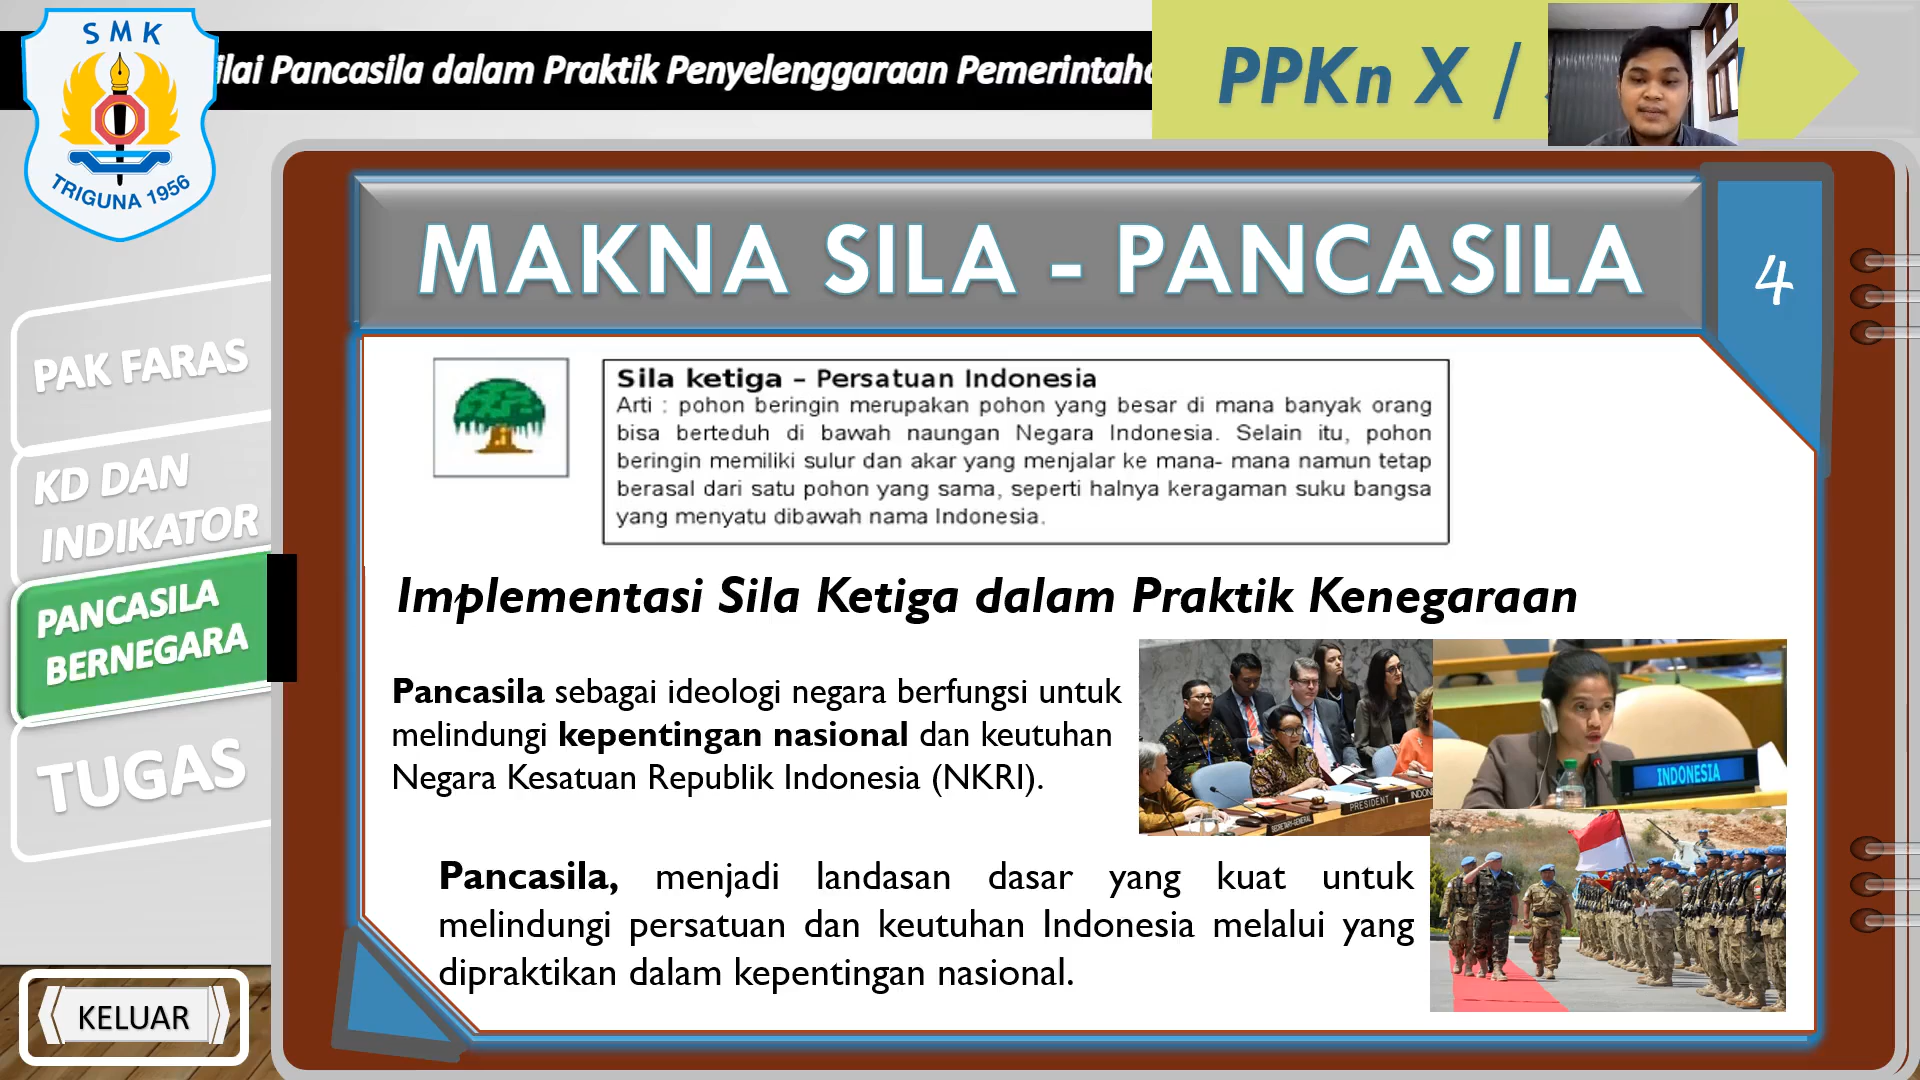 SMK
TRIGUNA 1956
ilai Pancasila dalam Praktik Penyelenggaraan
PPKn X /
MAKNA SILA - PANCASILA
4
PAK FARAS
KD DAN
INDIKATOR
PANCASILA
BERNEGARA
TUGAS
KELUAR
Sila ketiga – Persatuan Indonesia
Arti : pohon beringin merupakan pohon yang besar di mana banyak orang
bisa berteduh di bawah naungan Negara Indonesia. Selain itu, pohon
beringin memiliki sulur dan akar yang menjalar ke mana- mana namun tetap
berasal dari satu pohon yang sama, seperti halnya keragaman suku bangsa
yang menyatu dibawah nama Indonesia.
Implementasi Sila Ketiga dalam Praktik Kenegaraan
Pancasila sebagai ideologi negara berfungsi untuk
melindungi kepentingan nasional dan keutuhan
Negara Kesatuan Republik Indonesia (NKRI).
SECRETARY-GENERAL
PRESIDENT
INDONESIA
Pancasila, menjadi landasan dasar yang kuat untuk
melindungi persatuan dan keutuhan Indonesia melalui yang
dipraktikan dalam kepentingan nasional.